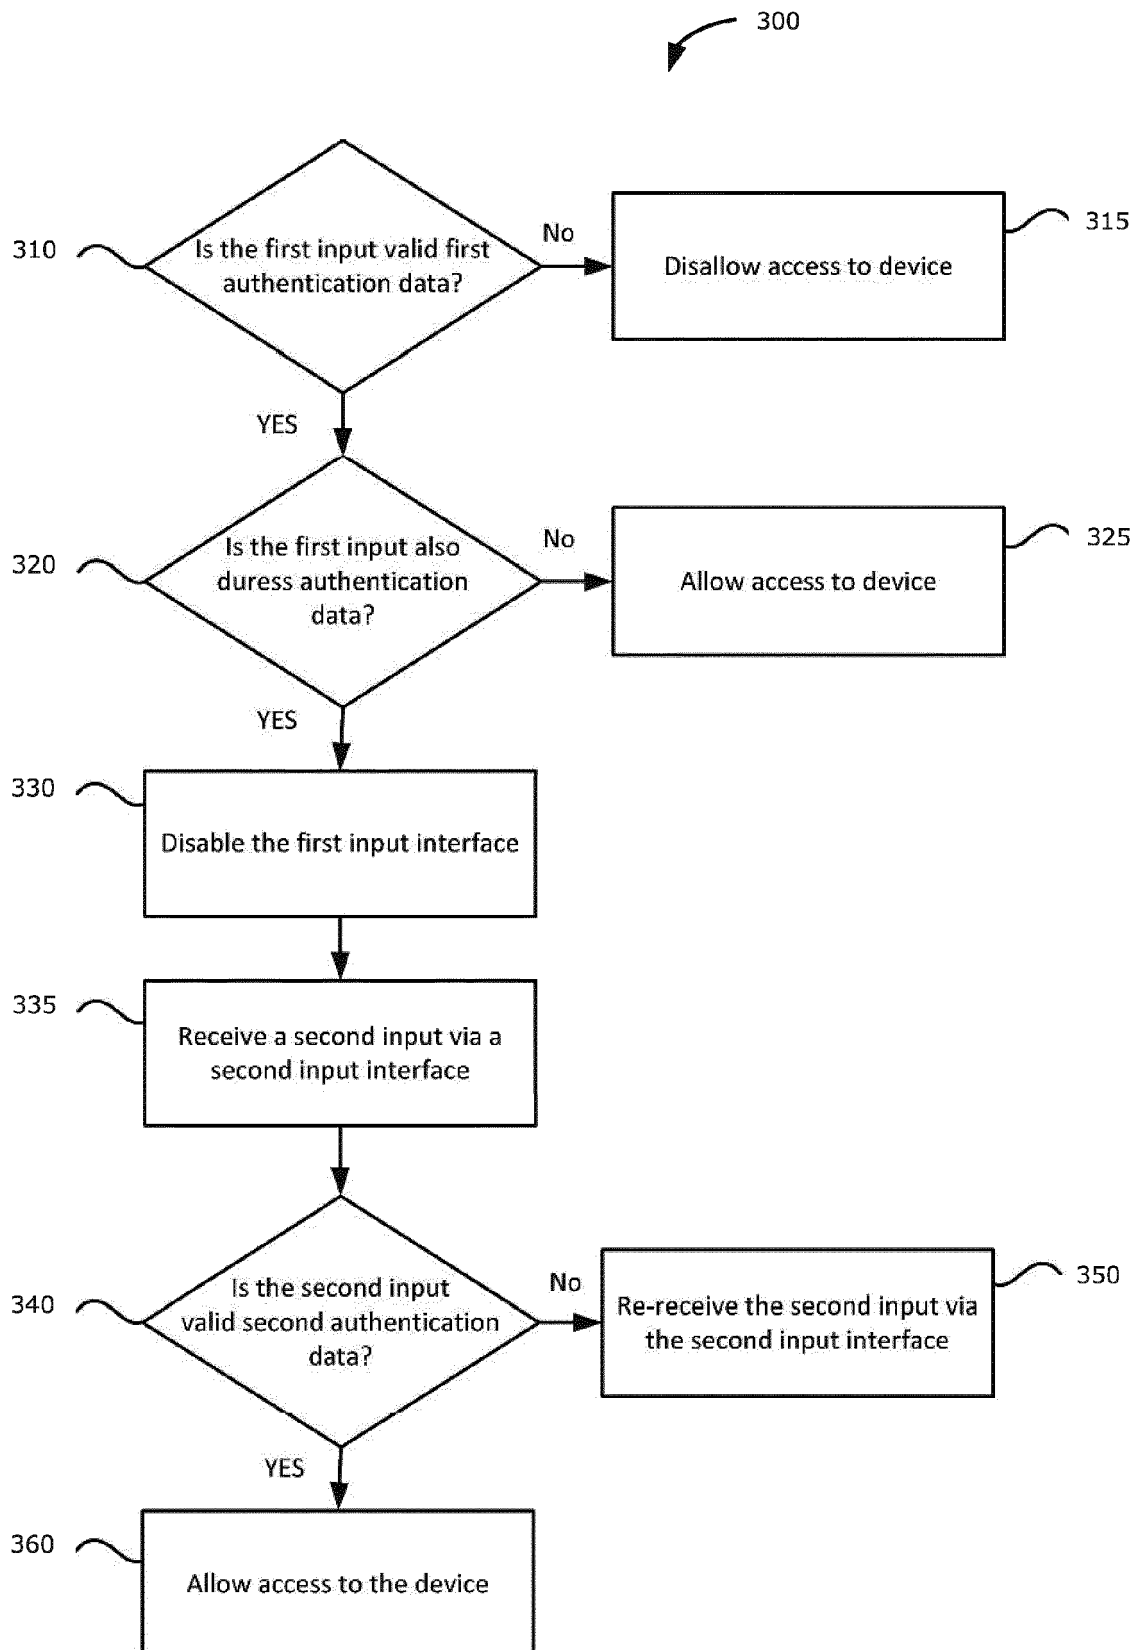 300
310
Is the first input valid first
authentication data?
No
315
Disallow access to device
YES
320
Is the first input also
duress authentication
data?
No
325
Allow access to device
YES
330
Disable the first input interface
335
Receive a second input via a
second input interface
340
Is the second input
valid second authentication
data?
No
350
Re-receive the second input via
the second input interface
YES
360
Allow access to the device